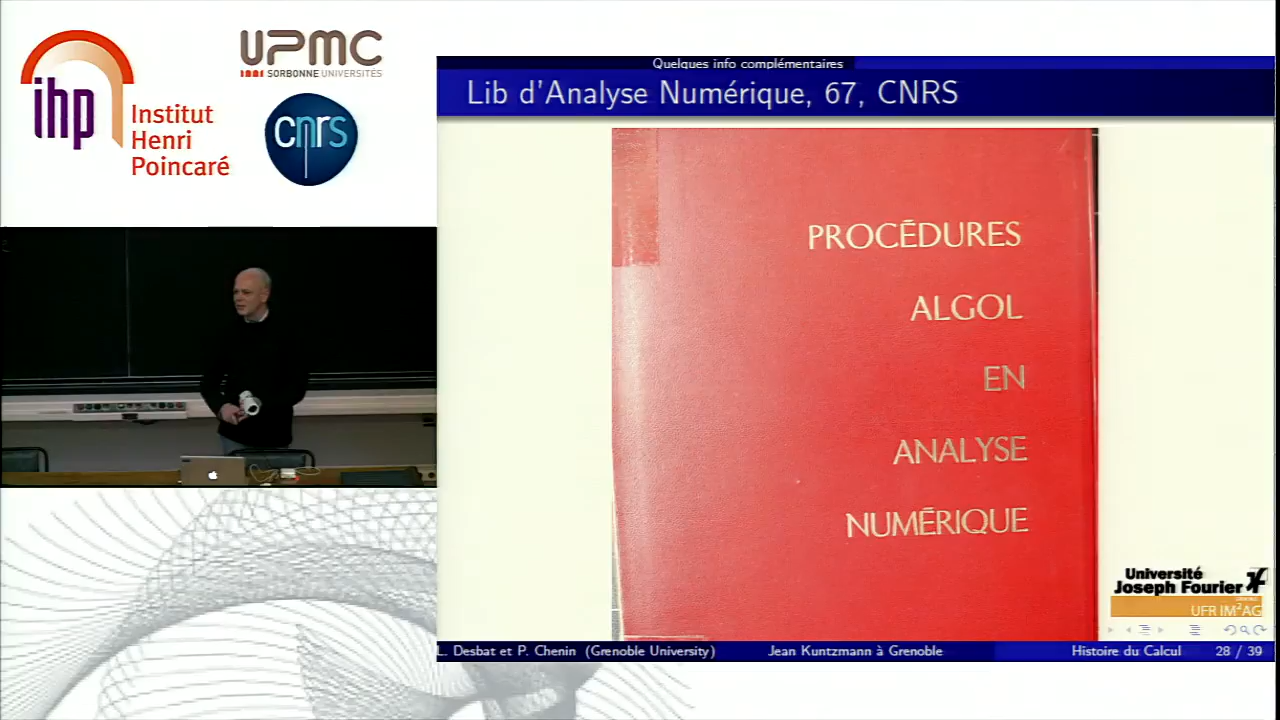 ihp
Institut
Henri
Poincaré
UPMC
SORBONNE UNIVERSITÉS
cnrs
Quelques info complémentaires
Lib d'Analyse Numérique, 67, CNRS
PROCÉDURES
ALGOL
EN
ANALYSE
NUMÉRIQUE
Université
Joseph Fourier
UFR IM²AG
L. Desbat et P. Chenin (Grenoble University)
Jean Kuntzmann à Grenoble
Histoire du Calcul
28 / 39